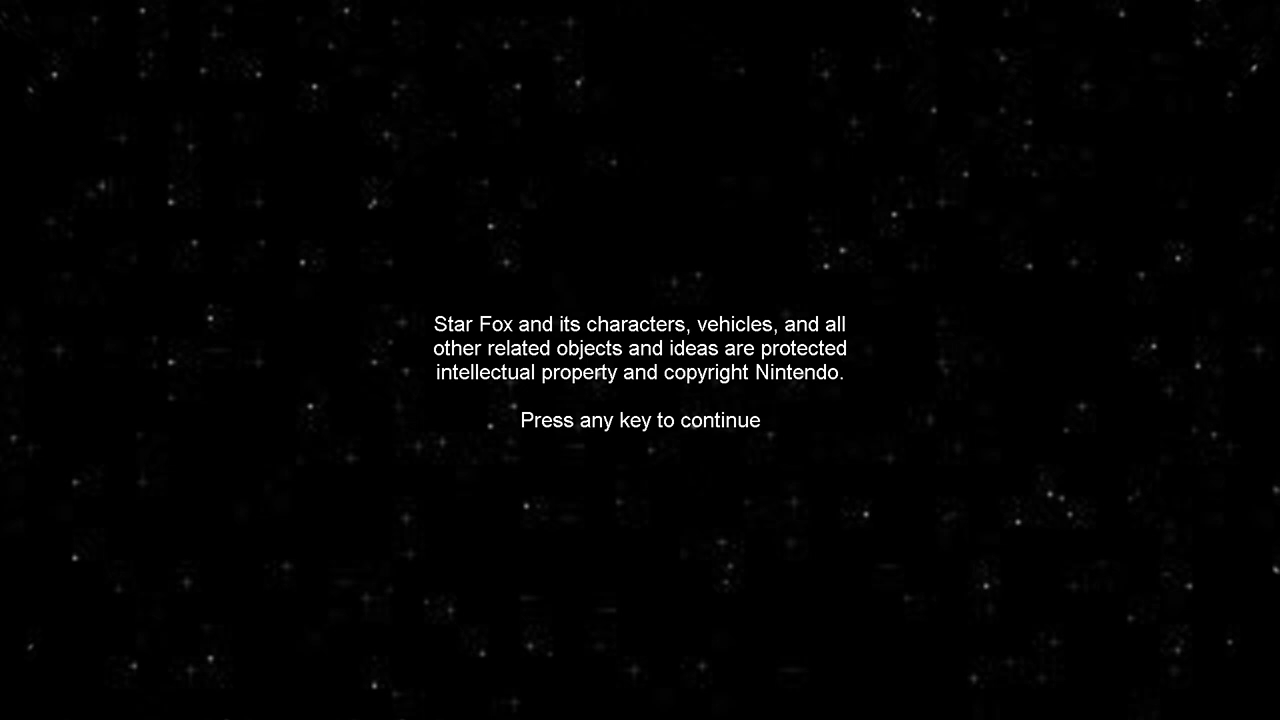 Star Fox and its characters, vehicles, and all
other related objects and ideas are protected
intellectual property and copyright Nintendo.
Press any key to continue